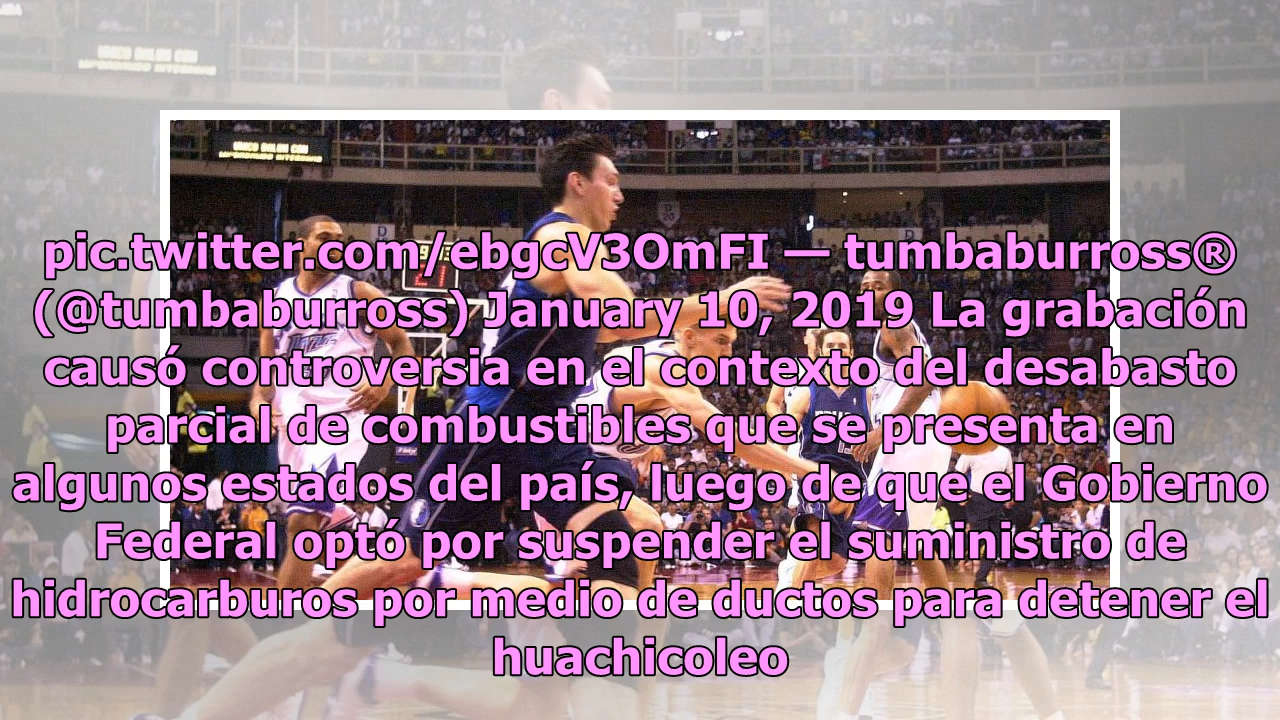 pic.twitter.com/ebgcV3OmFI — tumbaburross®
(@tumbaburross) January 10, 2019 La grabación
causó controversia en el contexto del desabasto
parcial de combustibles que se presenta en
algunos estados del país, luego de que el Gobierno
Federal optó por suspender el suministro de
hidrocarburos por medio de ductos para detener el
huachicoleo